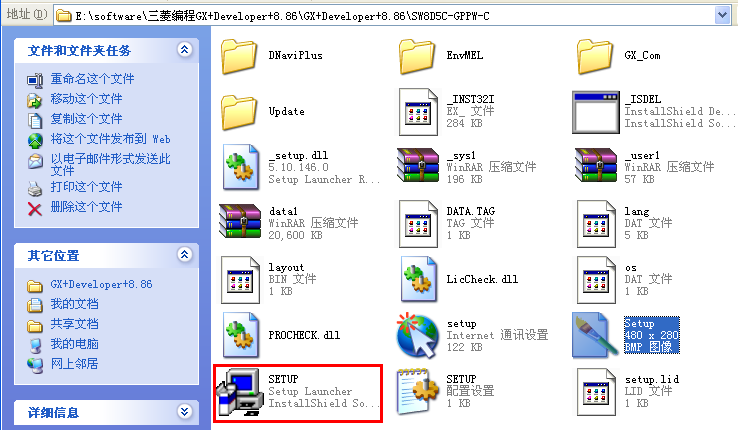 地址(D) E:\software\三菱编程GX+Developer+8.86\GX+Developer+8.86\SW8D5C-GPPW-C
文件和文件夹任务
重命名这个文件
移动这个文件
复制这个文件
将这个文件发布到 Web
以电子邮件形式发送此
文件
打印这个文件
删除这个文件
其它位置
GX+Developer+8.86
我的文档
共享文档
我的电脑
网上邻居
详细信息
DNaviPlus
EnvMEL
GX_Com
Update
_INST32I
EX_ 文件
284 KB
_ISDEL
InstallShield De...
InstallShield So...
_setup.dll
5.10.146.0
Setup Launcher R...
_sys1
WinRAR 压缩文件
196 KB
_user1
WinRAR 压缩文件
57 KB
data1
WinRAR 压缩文件
20,600 KB
DATA.TAG
TAG 文件
1 KB
lang
DAT 文件
5 KB
layout
BIN 文件
1 KB
LicCheck.dll
os
DAT 文件
1 KB
PROCHECK.dll
setup
Internet 通讯设置
122 KB
Setup
480 x 280
BMP 图像
SETUP
Setup Launcher
InstallShield So...
SETUP
配置设置
1 KB
setup.lid
LID 文件
1 KB